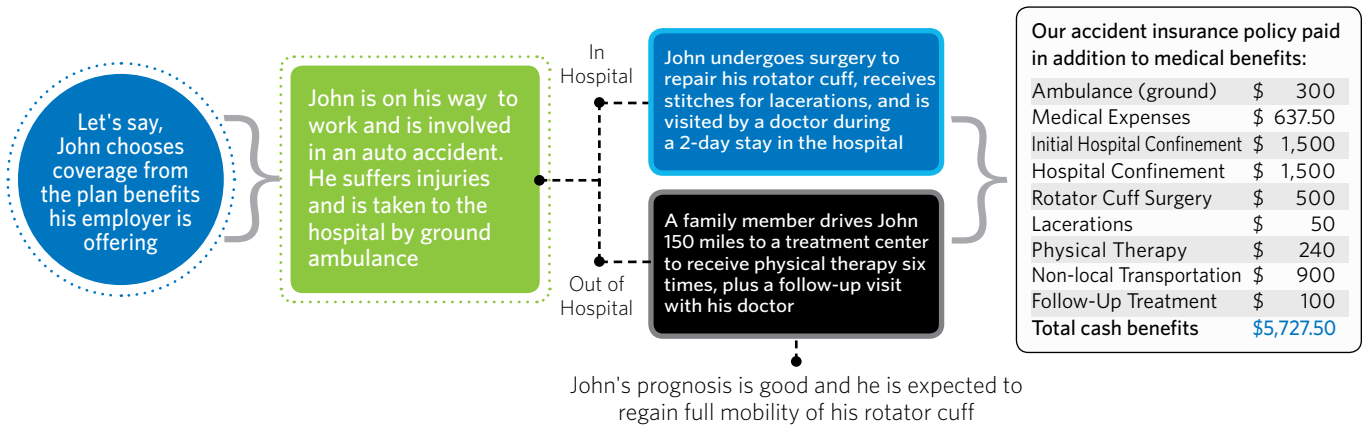 Let's say,
John chooses
coverage from
the plan benefits
his employer is
offering
John is on his way to
work and is involved
in an auto accident.
He suffers injuries
and is taken to the
hospital by ground
ambulance
In
Hospital
John undergoes surgery to
repair his rotator cuff, receives
stitches for lacerations, and is
visited by a doctor during
a 2-day stay in the hospital
Out of
Hospital
A family member drives John
150 miles to a treatment center
to receive physical therapy six
times, plus a follow-up visit
with his doctor
John's prognosis is good and he is expected to
regain full mobility of his rotator cuff
Our accident insurance policy paid
in addition to medical benefits:
Ambulance (ground) $ 300
Medical Expenses $ 637.50
Initial Hospital Confinement $ 1,500
Hospital Confinement $ 1,500
Rotator Cuff Surgery $ 500
Lacerations $ 50
Physical Therapy $ 240
Non-local Transportation $ 900
Follow-Up Treatment $ 100
Total cash benefits $5,727.50